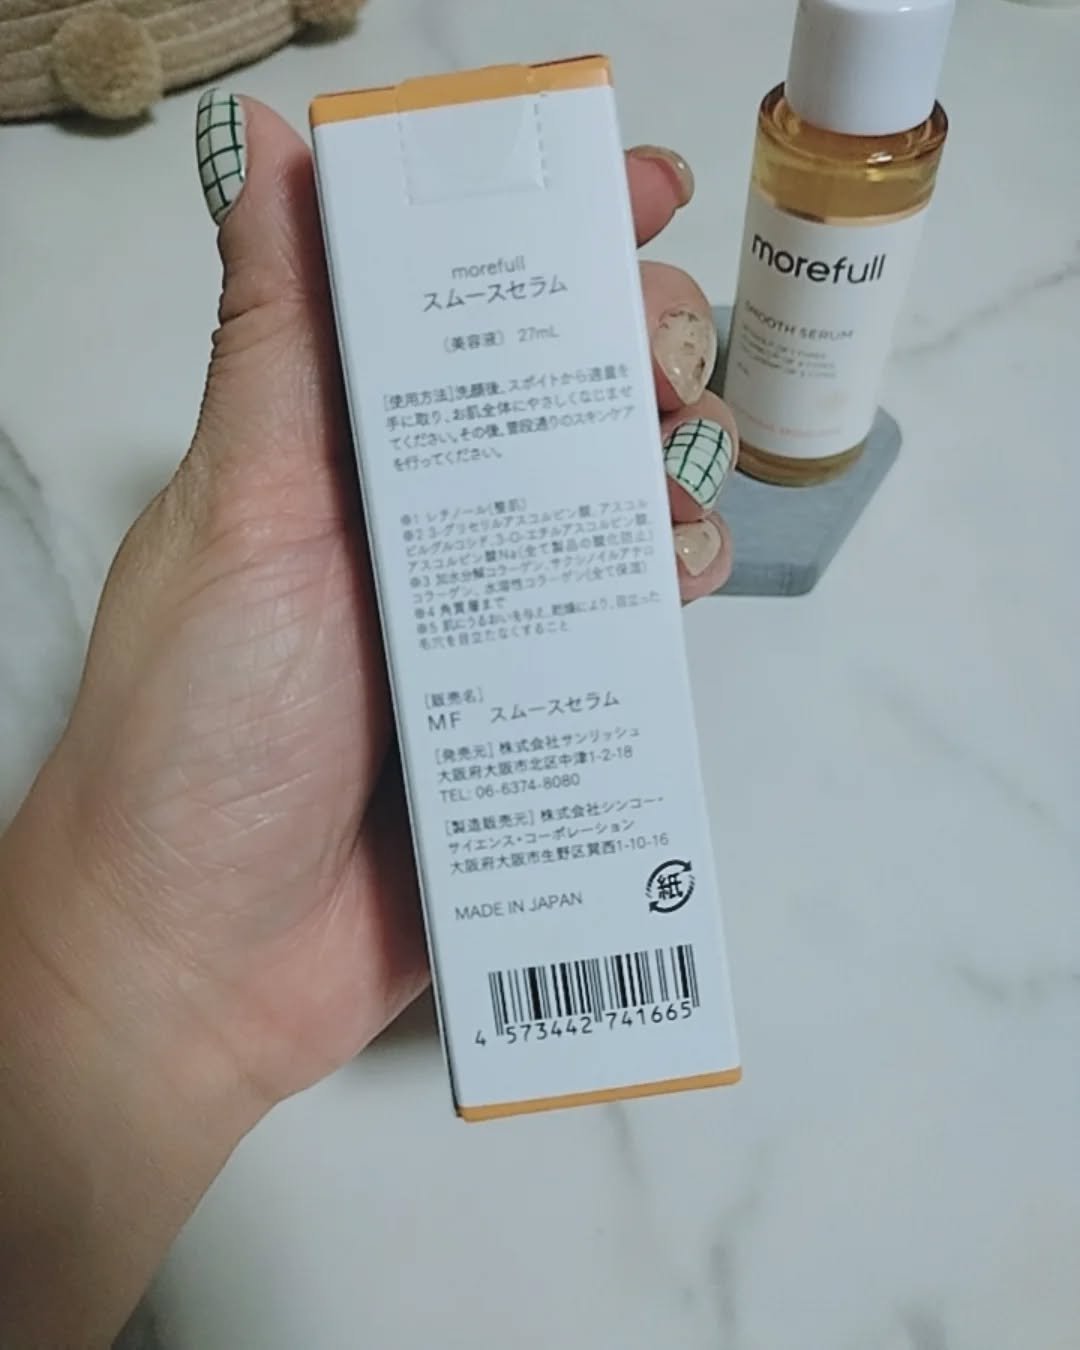 morefull
スムースセラム
(美容液) 27mL
[使用方法]洗顔後、スポイトから適量を
手に取り、お肌全体にやさしくなじませ
てください。その後、普段通りのスキンケア
を行ってください。
※1 レチノール(整肌)
※2 3-グリセリルアスコルビン酸、アスコル
ビルグルコシド、3-O-エチルアスコルビン酸、
アスコルビン酸Na(全て製品の酸化防止)
※3 加水分解コラーゲン、サクシノイルアテロ
コラーゲン、水溶性コラーゲン(全て保湿)
※4 角質層まで
※5 肌にうるおいを与え、乾燥により、目立った
毛穴を目立たなくすること
[販売名]
MF スムースセラム
[発売元] 株式会社サンリッシュ
大阪府大阪市北区中津1-2-18
TEL: 06-6374-8080
[製造販売元] 株式会社シンコー・
サイエンス・コーポレーション
大阪府大阪市生野区巽西1-10-16
紙
MADE IN JAPAN
4 573442 741665
morefull
SMOOTH SERUM